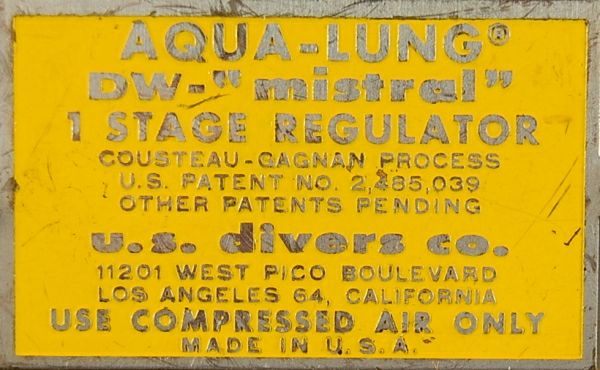 AQUA-LUNG®
DW-"mistral"
1 STAGE REGULATOR
COUSTEAU-GAGNAN PROCESS
U.S. PATENT NO. 2,485,039
OTHER PATENTS PENDING
u.s. divers co.
11201 WEST PICO BOULEVARD
LOS ANGELES 64, CALIFORNIA
USE COMPRESSED AIR ONLY
MADE IN U.S.A.